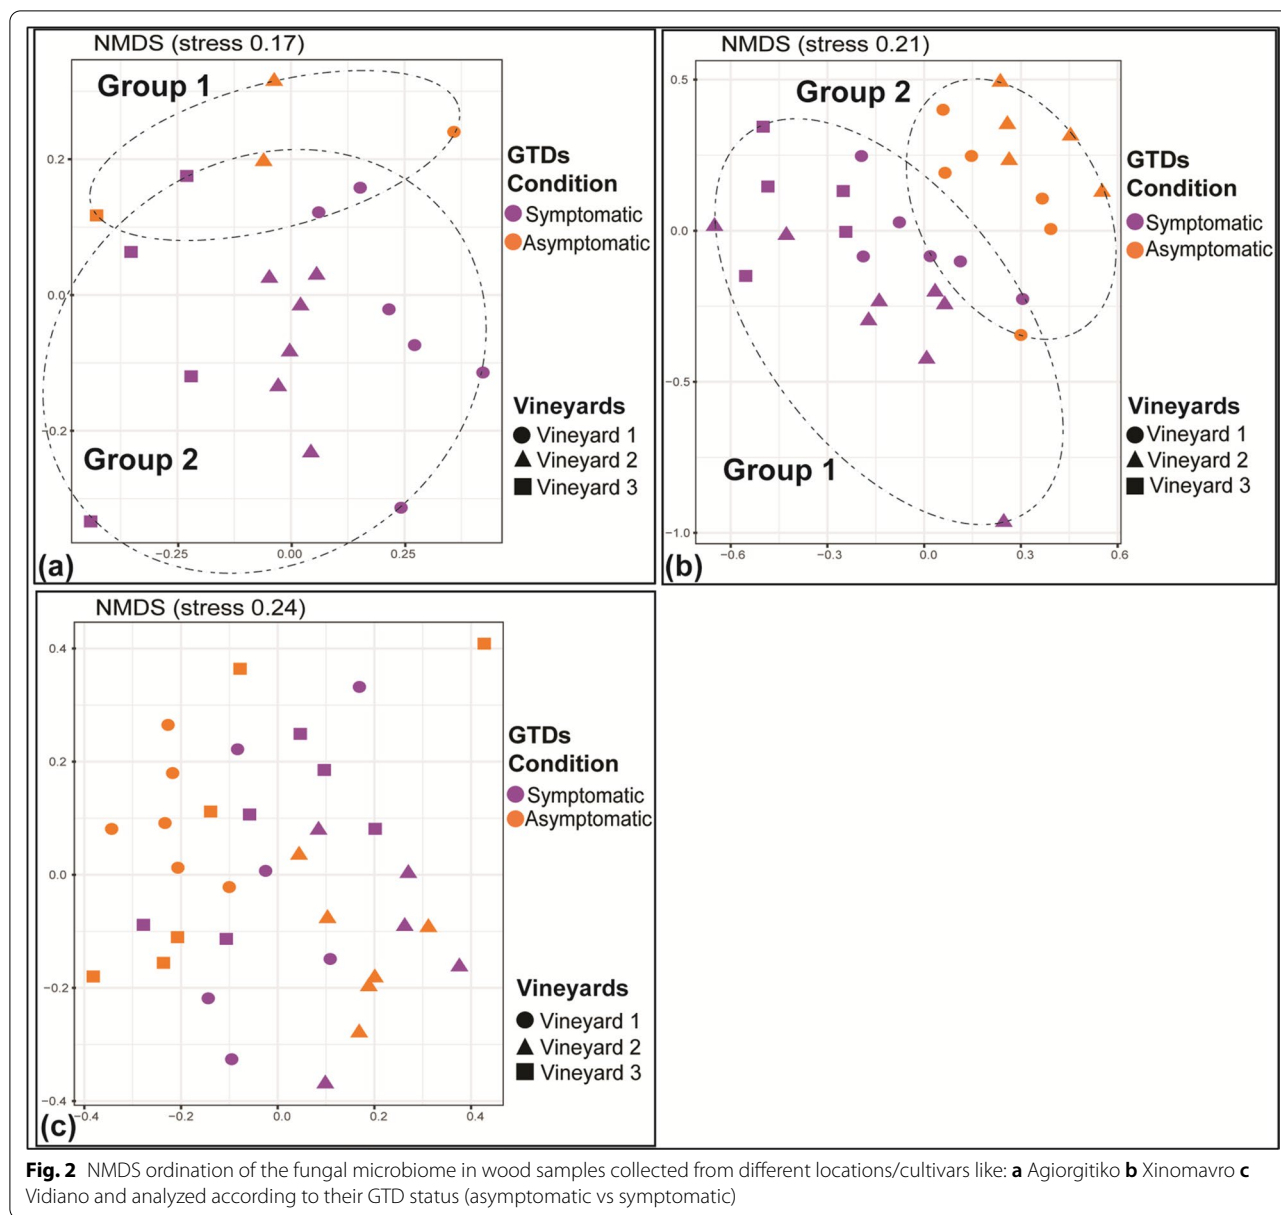 NMDS (stress 0.17)
Group 1
0.2
0.0
-0.2
Group 2
−0.25
0.00
0.25
(a)
GTDs
Condition
Symptomatic
Asymptomatic
Vineyards
Vineyard 1
Vineyard 2
Vineyard 3
NMDS (stress 0.21)
0.5
Group 2
0.0
−0.5
Group 1
−1.0
−0.6
−0.3
0.0
0.3
0.6
(b)
GTDs
Condition
Symptomatic
Asymptomatic
Vineyards
Vineyard 1
Vineyard 2
Vineyard 3
NMDS (stress 0.24)
0.4
0.2
0.0
−0.2
−0.4
−0.4
−0.2
0.0
0.2
0.4
(c)
GTDs
Condition
Symptomatic
Asymptomatic
Vineyards
Vineyard 1
Vineyard 2
Vineyard 3
Fig. 2 NMDS ordination of the fungal microbiome in wood samples collected from different locations/cultivars like: a Agiorgitiko b Xinomavro c
Vidiano and analyzed according to their GTD status (asymptomatic vs symptomatic)